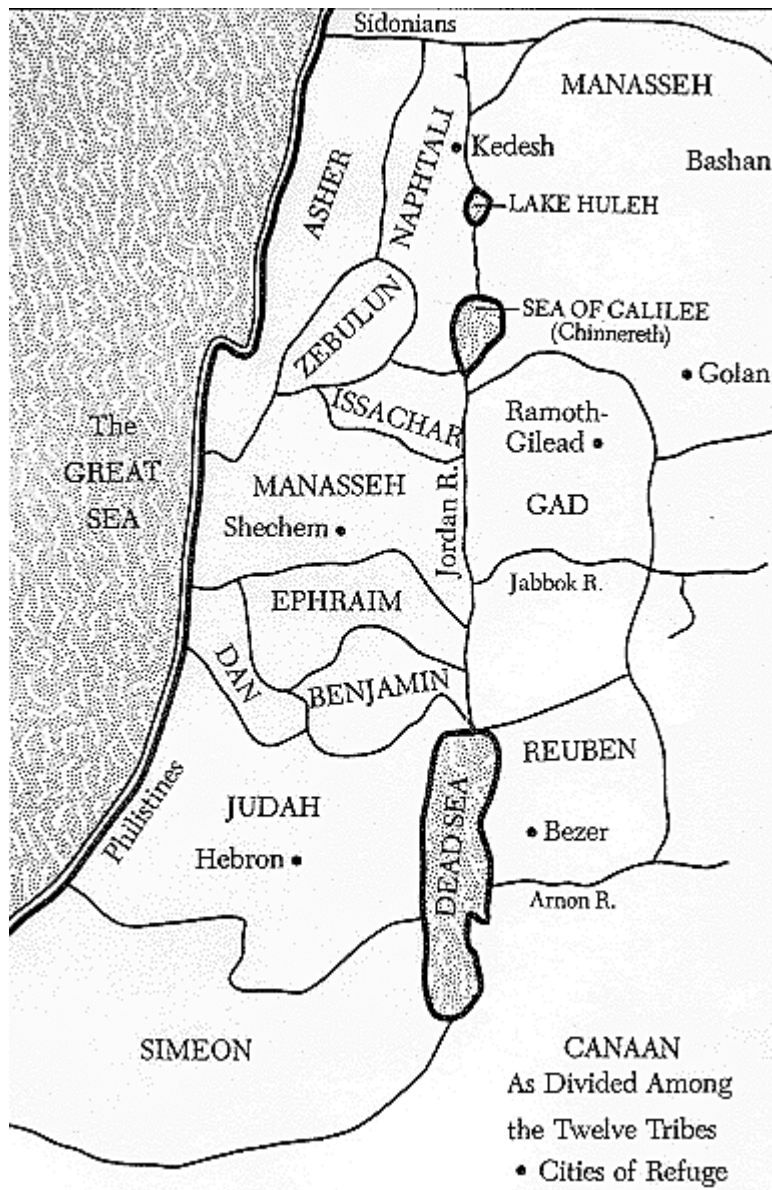 Sidonians
MANASSEH
ASHER
NAPHTALI
Kedesh
Bashan
LAKE HULEH
ZEBULUN
SEA OF GALILEE
(Chinnereth)
Golan
ISSACHAR
Ramoth-
Gilead
The
GREAT
SEA
MANASSEH
Shechem
Jordan R.
GAD
EPHRAIM
Jabbok R.
DAN
BENJAMIN
REUBEN
Philistines
JUDAH
Hebron
DEAD SEA
Bezer
Arnon R.
SIMEON
CANAAN
As Divided Among
the Twelve Tribes
• Cities of Refuge